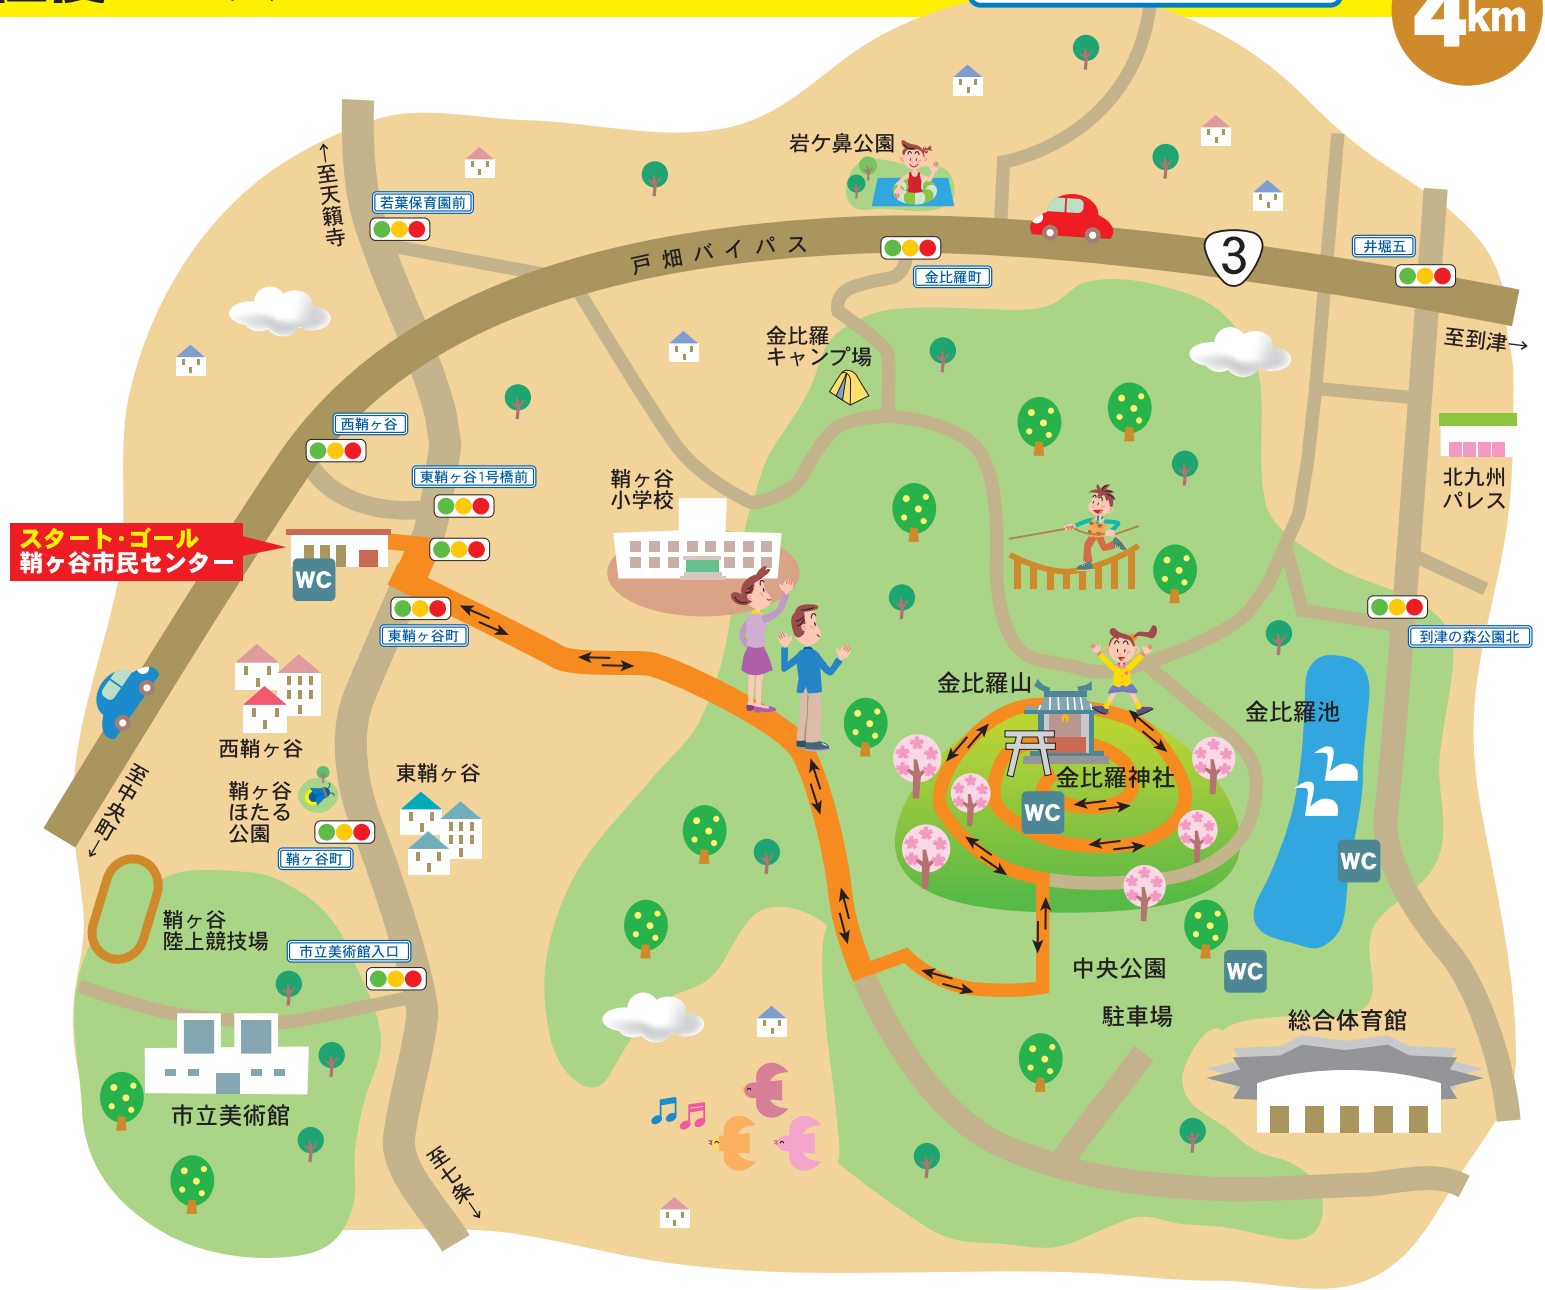 4km
岩ケ鼻公園
←至天籟寺
若葉保育園前
戸畑バイパス
3
金比羅町
井堀五
至到津→
金比羅
キャンプ場
西鞘ヶ谷
東鞘ヶ谷1号橋前
鞘ヶ谷
小学校
北九州
パレス
スタート・ゴール
鞘ヶ谷市民センター
WC
東鞘ヶ谷町
到津の森公園北
金比羅山
金比羅池
西鞘ヶ谷
東鞘ヶ谷
金比羅神社
WC
至中央町→
鞘ヶ谷
ほたる
公園
鞘ヶ谷町
WC
鞘ヶ谷
陸上競技場
市立美術館入口
中央公園
WC
駐車場
総合体育館
市立美術館
至七条→